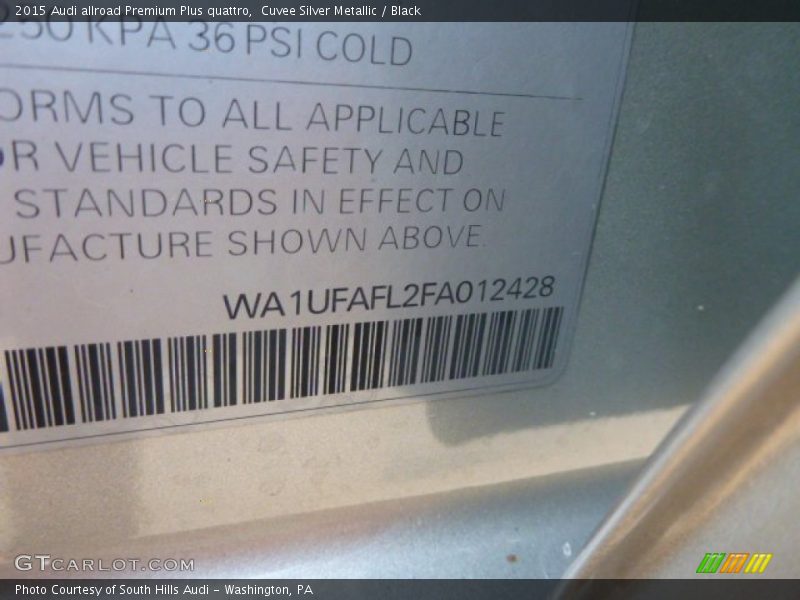 2015 Audi allroad Premium Plus quattro,  Cuvee Silver Metallic / Black
250 KPA 36 PSI COLD
ORMS TO ALL APPLICABLE
OR VEHICLE SAFETY AND
STANDARDS IN EFFECT ON
UFACTURE SHOWN ABOVE.
WA1UFAFL2FA012428
GTCARLOT.COM
Photo Courtesy of South Hills Audi - Washington, PA